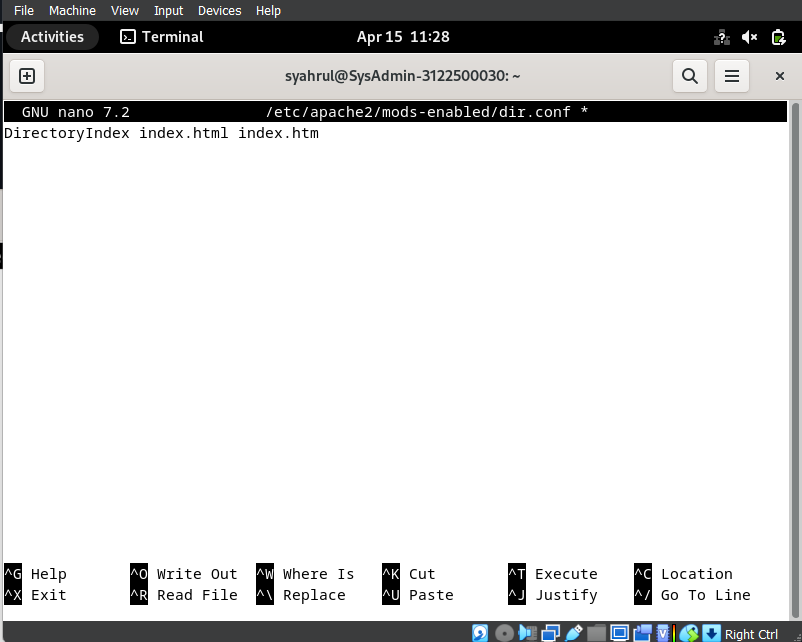 File Machine View Input Devices Help
Activities Terminal Apr 15 11:28
syahrul@SysAdmin-3122500030: ~
GNU nano 7.2 /etc/apache2/mods-enabled/dir.conf *
DirectoryIndex index.html index.htm
^G Help ^O Write Out ^W Where Is ^K Cut ^T Execute ^C Location
^X Exit ^R Read File ^\ Replace ^U Paste ^J Justify ^/ Go To Line
Right Ctrl